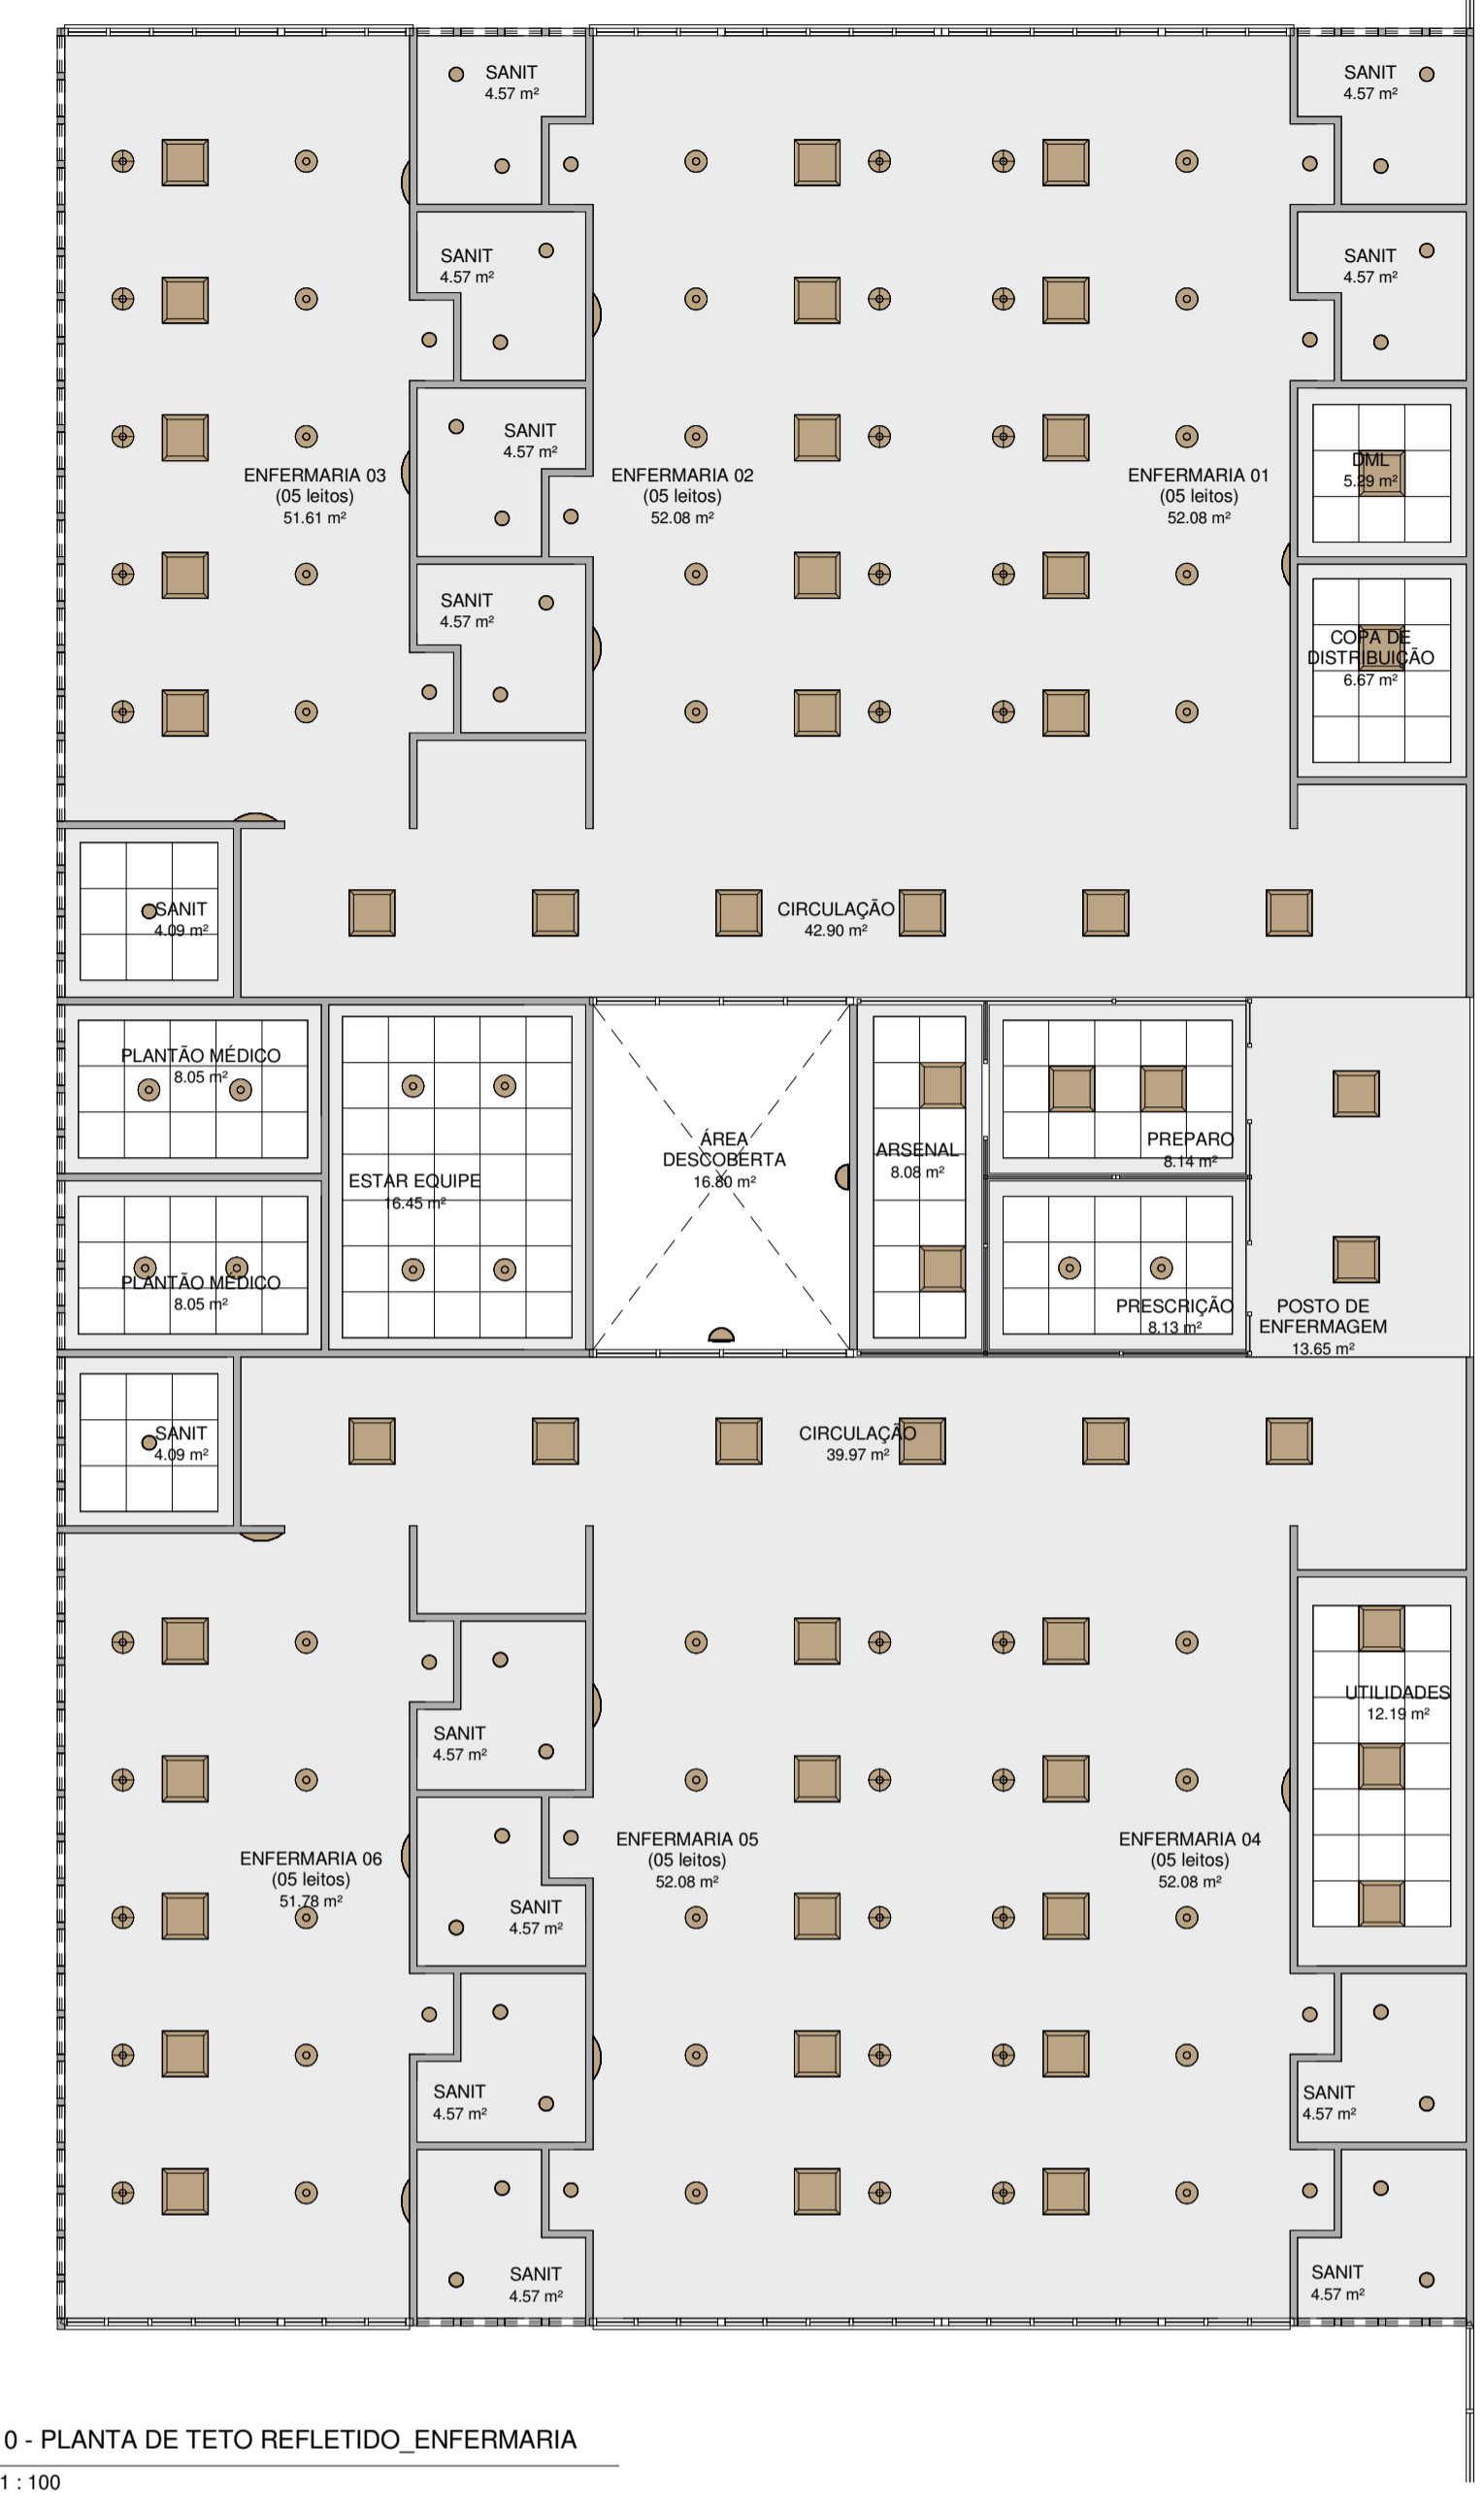 SANIT
4.57 m²
SANIT
4.57 m²
SANIT
4.57 m²
SANIT
4.57 m²
SANIT
4.57 m²
ENFERMARIA 03
(05 leitos)
51.61 m²
ENFERMARIA 02
(05 leitos)
52.08 m²
ENFERMARIA 01
(05 leitos)
52.08 m²
DML
5.29 m²
SANIT
4.57 m²
COPA DE
DISTRIBUIÇÃO
6.67 m²
SANIT
4.09 m²
CIRCULAÇÃO
42.90 m²
PLANTÃO MÉDICO
8.05 m²
ESTAR EQUIPE
16.45 m²
ÁREA
DESCOBERTA
16.80 m²
ARSENAL
8.08 m²
PREPARO
8.14 m²
PLANTÃO MÉDICO
8.05 m²
PRESCRIÇÃO
8.13 m²
POSTO DE
ENFERMAGEM
13.65 m²
SANIT
4.09 m²
CIRCULAÇÃO
39.97 m²
UTILIDADES
12.19 m²
SANIT
4.57 m²
ENFERMARIA 06
(05 leitos)
51.78 m²
ENFERMARIA 05
(05 leitos)
52.08 m²
ENFERMARIA 04
(05 leitos)
52.08 m²
SANIT
4.57 m²
SANIT
4.57 m²
SANIT
4.57 m²
SANIT
4.57 m²
SANIT
4.57 m²
0 - PLANTA DE TETO REFLETIDO_ENFERMARIA
1 : 100